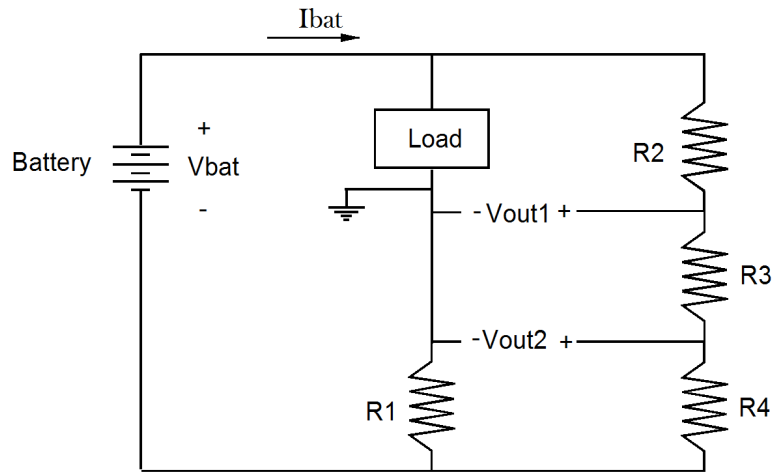 Ibat
+
Load
R2
Battery
Vbat
-
- Vout1 +
R3
-Vout2 +
R1
R4